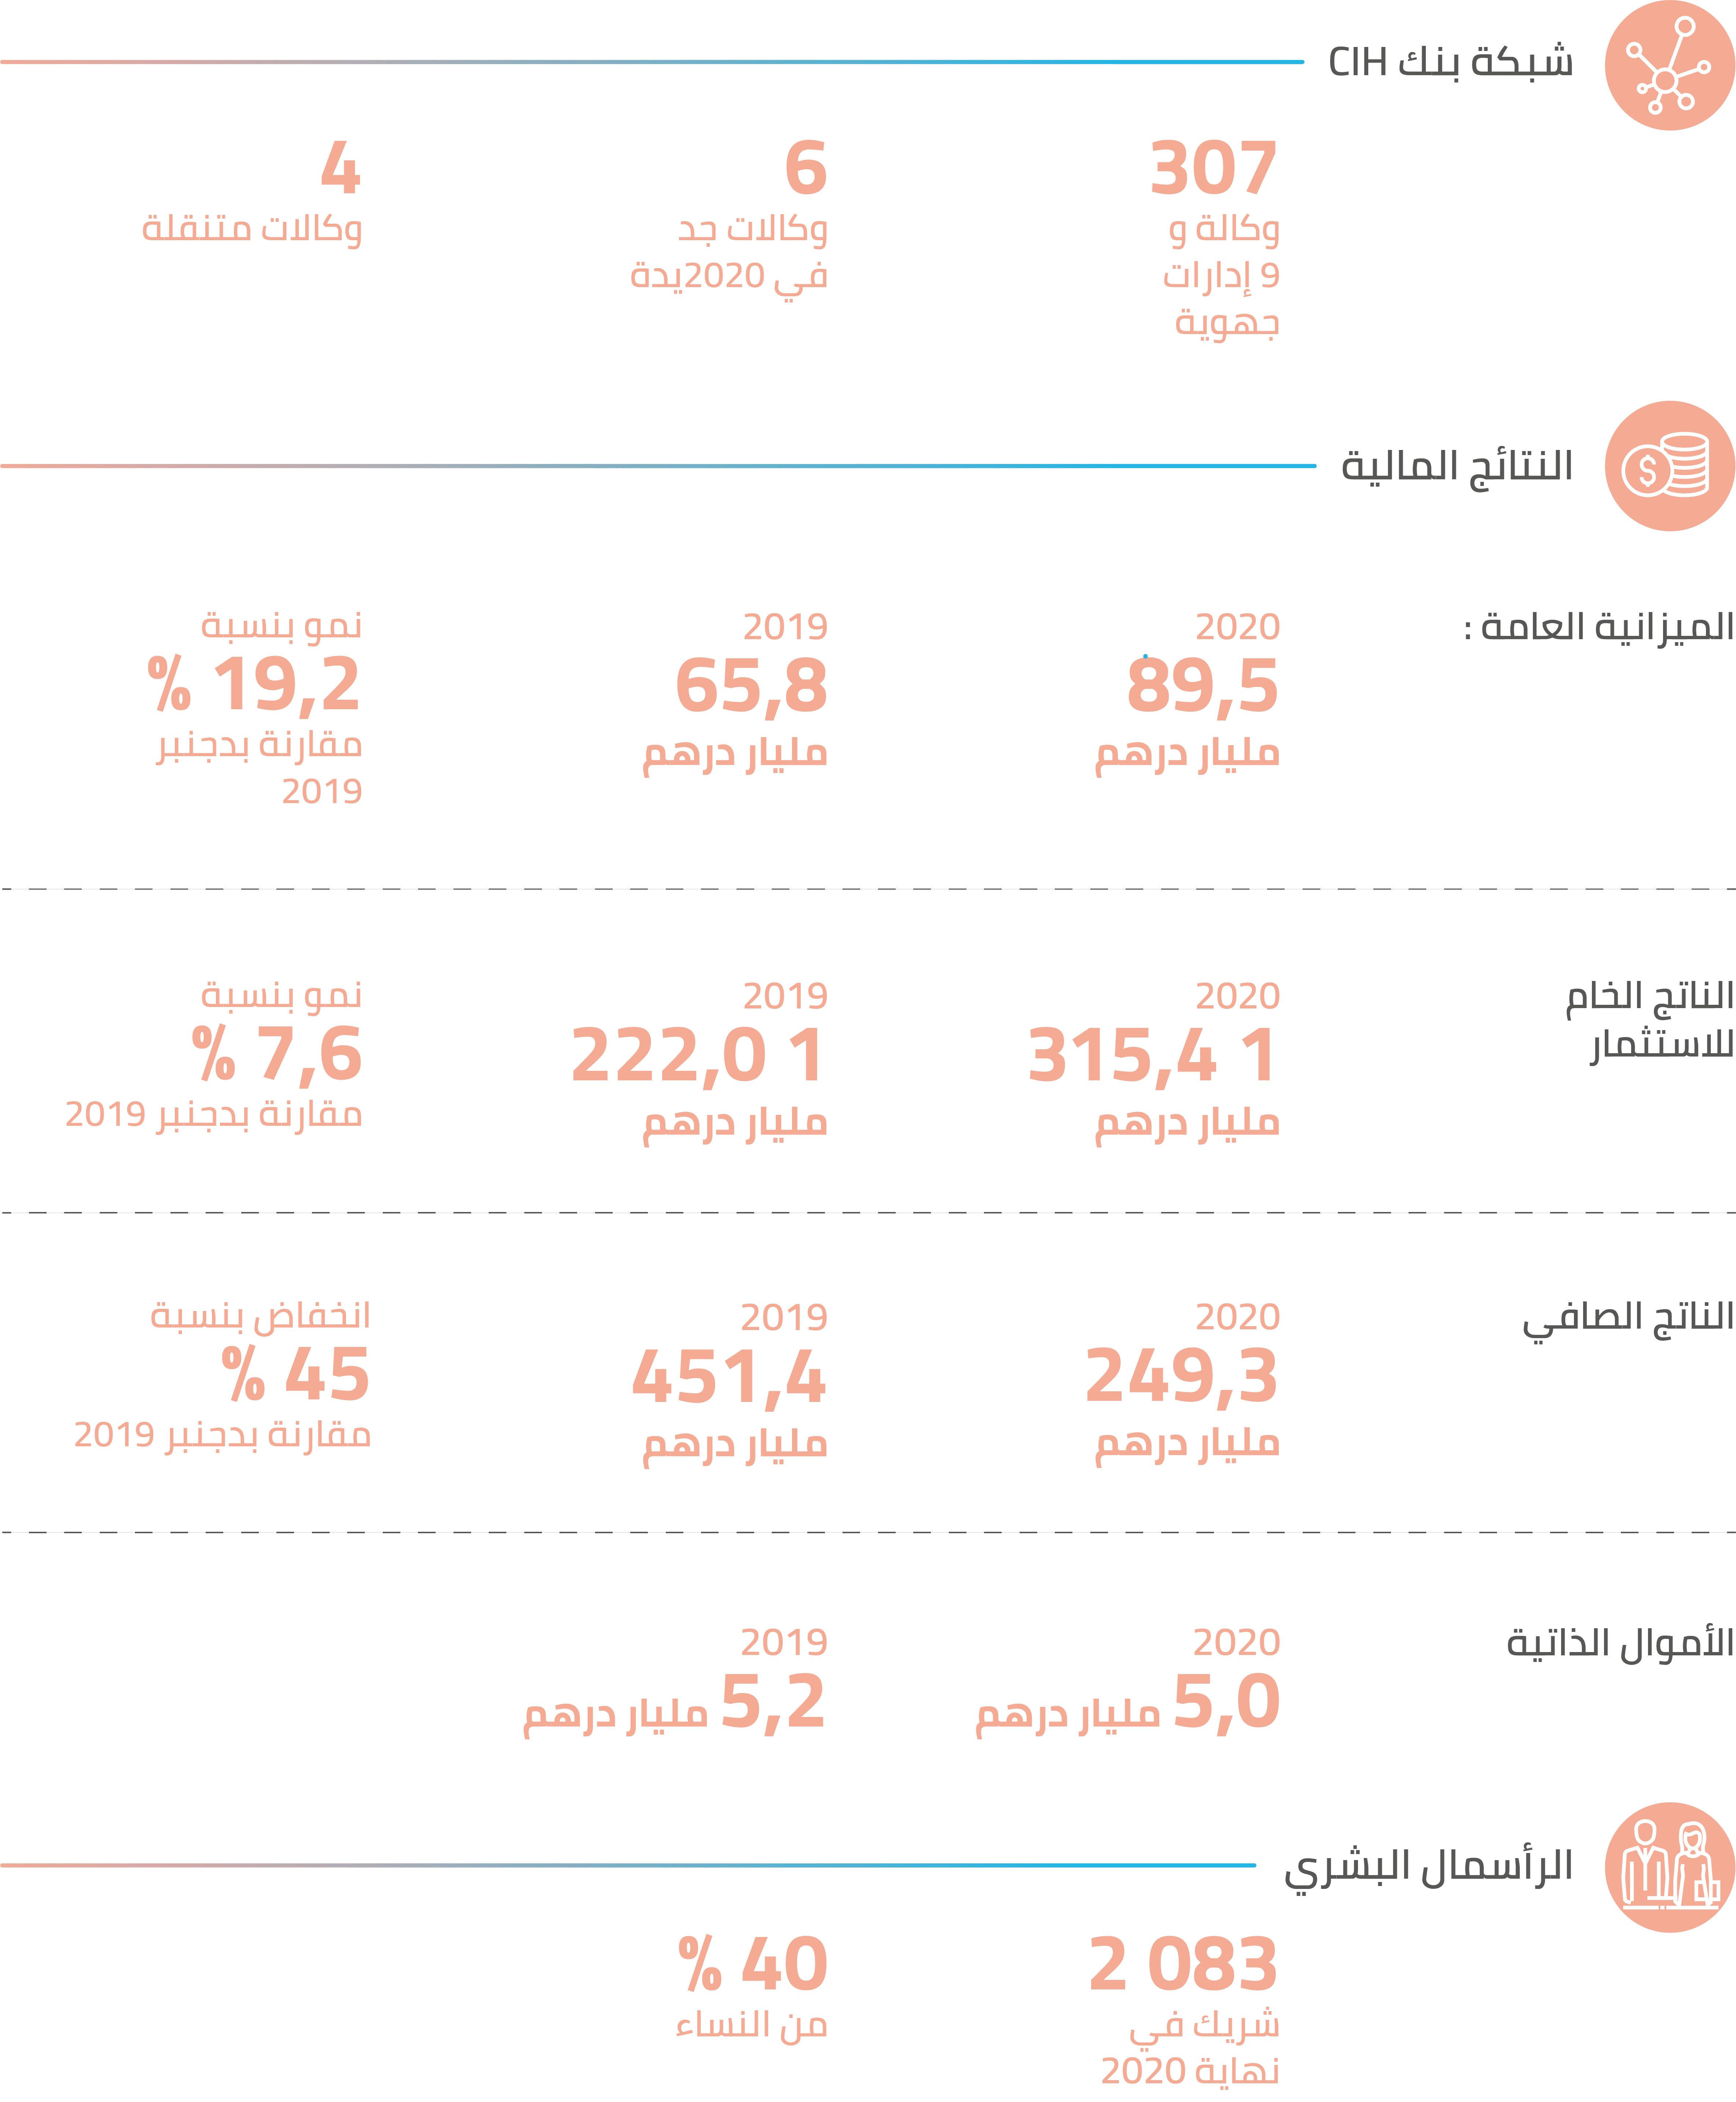 شبكة بنك CIH
307
وكالة و
9 إدارات
جهوية
6
وكالات جد
في 2020يدة
4
وكالات متنقلة
النتائج المالية
الميزانية العامة :
2020
89,5
مليار درهم
2019
65,8
مليار درهم
نمو بنسبة
19,2 %
مقارنة بدجنبر
2019
الناتج الخام
للاستثمار
2020
315,4 1
مليار درهم
2019
222,0 1
مليار درهم
نمو بنسبة
7,6 %
مقارنة بدجنبر 2019
الناتج الصافي
2020
249,3
مليار درهم
2019
451,4
مليار درهم
انخفاض بنسبة
45 %
مقارنة بدجنبر 2019
الأموال الذاتية
2020
5,0 مليار درهم
2019
5,2 مليار درهم
الرأسمال البشري
2 083
شريك في
نهاية 2020
40 %
من النساء